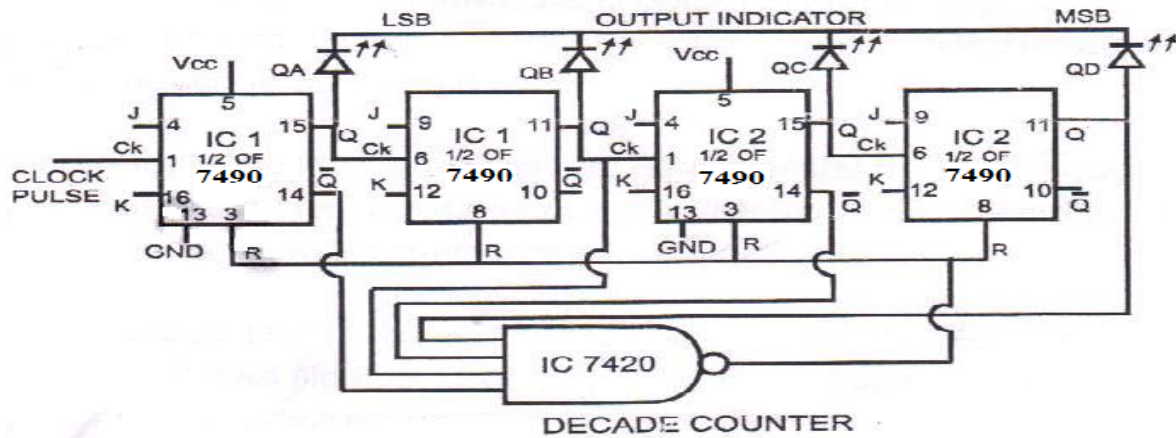 LSB OUTPUT INDICATOR MSB
QA QB QC QD
Vcc Vcc
5 5
J 4 IC 1 15 Q J 9 IC 1 11 Q J 4 IC 2 15 Q J 9 IC 2 11 Q
Ck 1 1/2 OF Ck 6 1/2 OF Ck 1 1/2 OF Ck 6 1/2 OF
7490 7490 7490 7490
CLOCK
PULSE
K 16 14 Q K 12 10 Q K 16 14 Q K 12 10 Q
13 3 8 13 3 8
GND R R GND R R
IC 7420
DECADE COUNTER